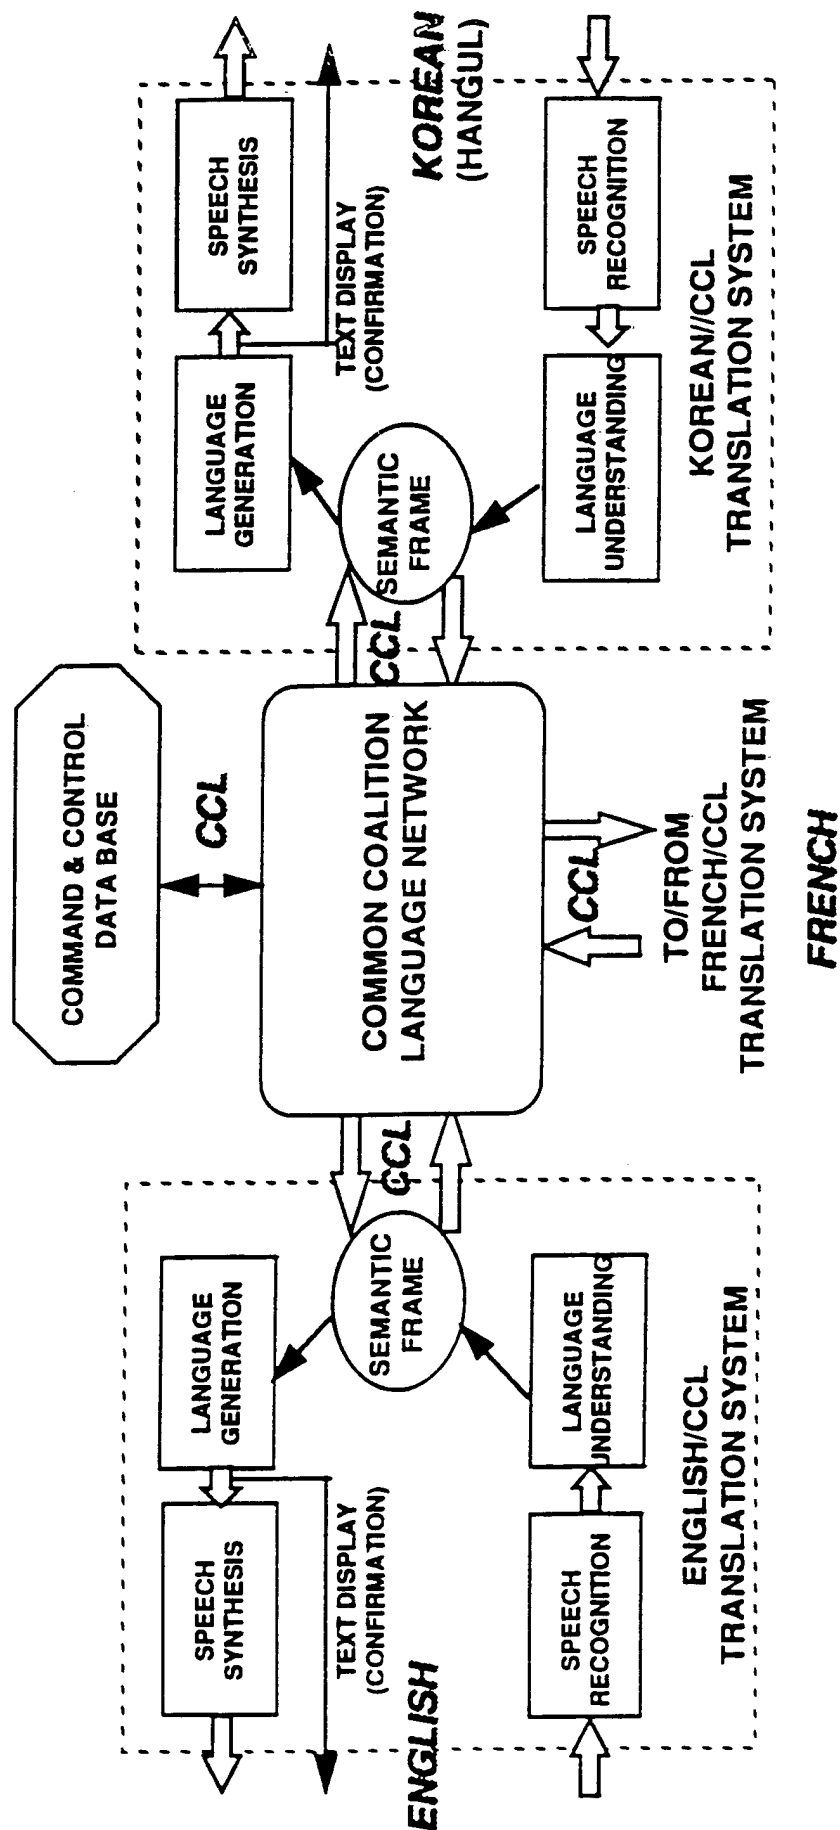 COMMAND & CONTROL
DATA BASE
CCL
LANGUAGE
GENERATION
SPEECH
SYNTHESIS
TEXT DISPLAY
(CONFIRMATION)
ENGLISH
SEMANTIC
FRAME
CCL
SPEECH
RECOGNITION
LANGUAGE
UNDERSTANDING
ENGLISH/CCL
TRANSLATION SYSTEM
COMMON COALITION
LANGUAGE NETWORK
CCL
TO/FROM
FRENCH/CCL
TRANSLATION SYSTEM
FRENCH
CCL
SEMANTIC
FRAME
LANGUAGE
GENERATION
SPEECH
SYNTHESIS
TEXT DISPLAY
(CONFIRMATION)
KOREAN
(HANGUL)
LANGUAGE
UNDERSTANDING
SPEECH
RECOGNITION
KOREAN//CCL
TRANSLATION SYSTEM